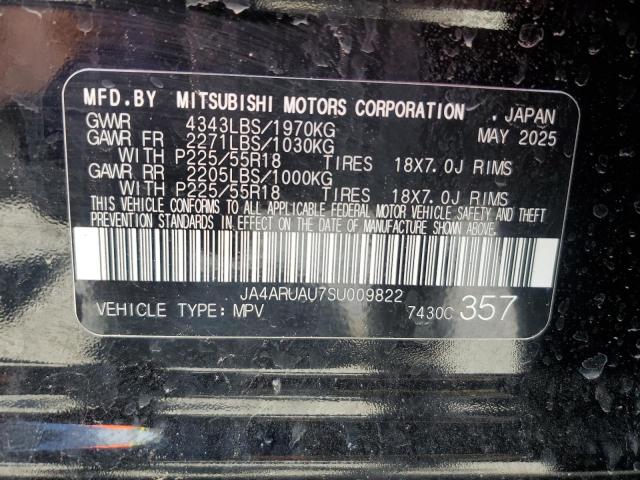 MFD.BY MITSUBISHI MOTORS CORPORATION , JAPAN
GVWR 4343LBS/1970KG MAY 2025
GAWR FR 2271LBS/1030KG
WITH P225/55R18 TIRES 18X7.0J RIMS
GAWR RR 2205LBS/1000KG
WITH P225/55R18 TIRES 18X7.0J RIMS
THIS VEHICLE CONFORMS TO ALL APPLICABLE FEDERAL MOTOR VEHICLE SAFETY AND THEFT
PREVENTION STANDARDS IN EFFECT ON THE DATE OF MANUFACTURE SHOWN ABOVE.
JA4ARUAU7SU009822
VEHICLE TYPE: MPV 7430C 357